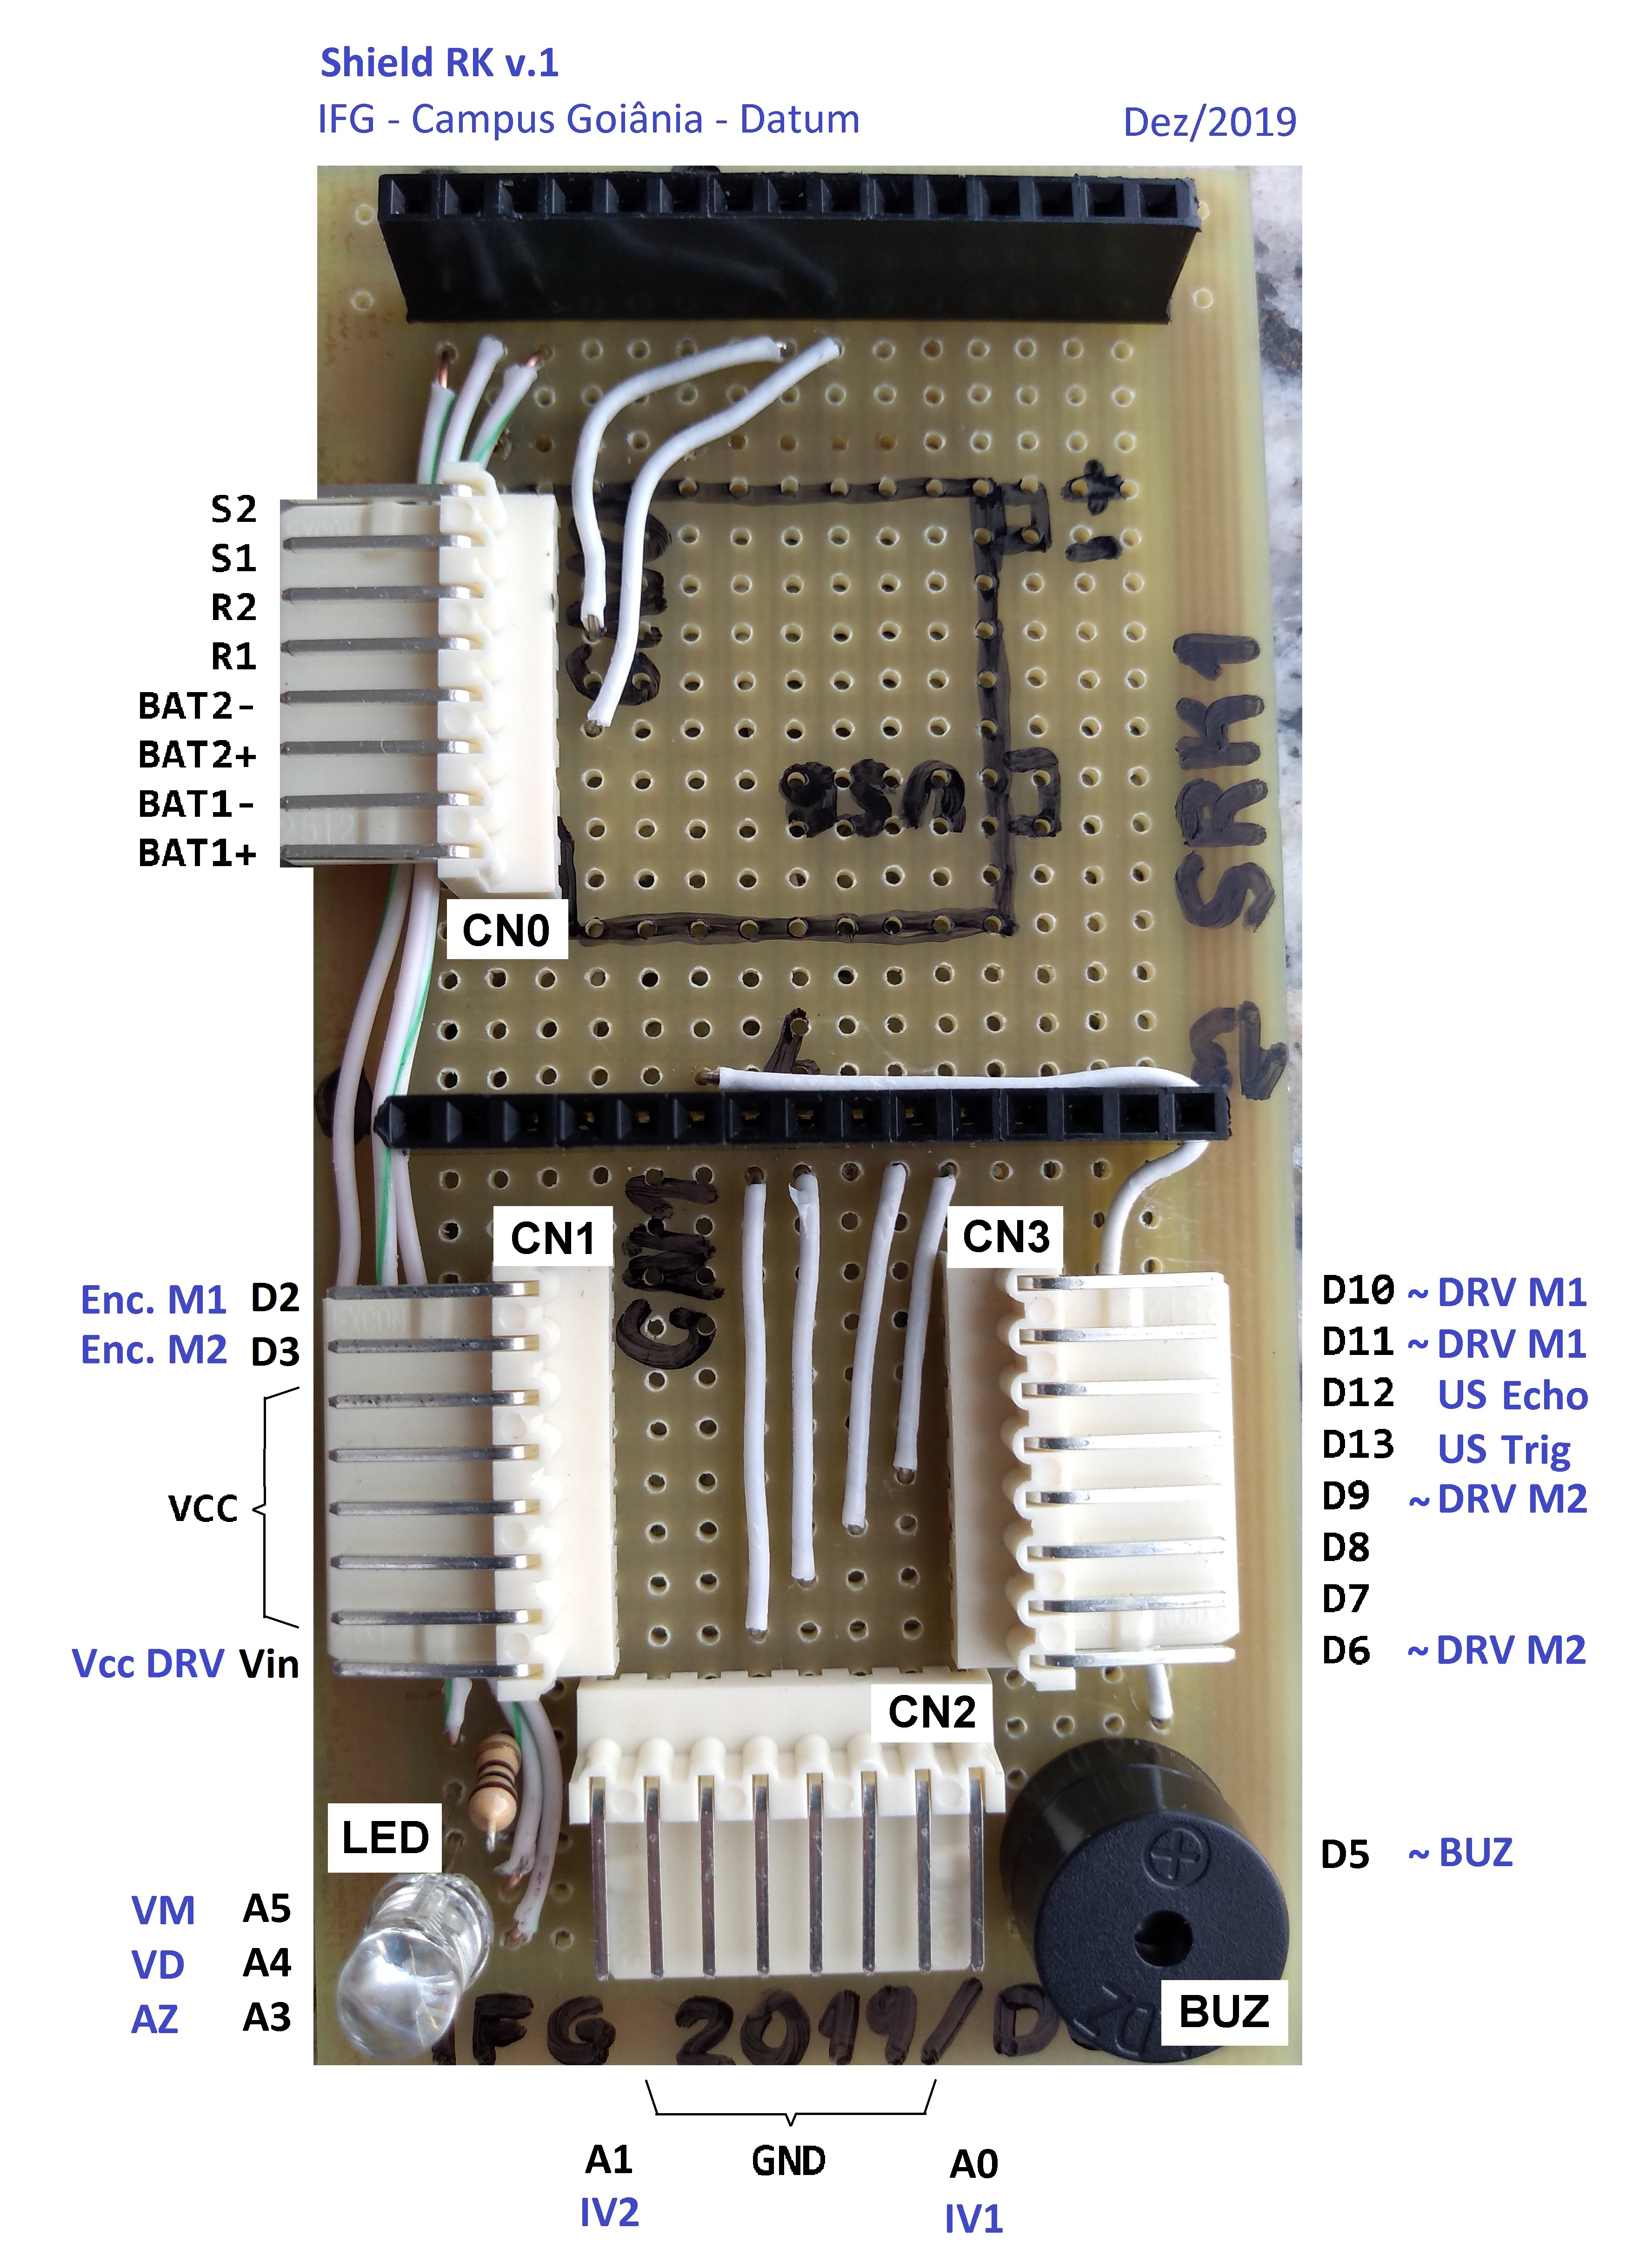 Shield RK v.1
IFG - Campus Goiânia - Datum
Dez/2019
S2
S1
R2
R1
BAT2-
BAT2+
BAT1-
BAT1+
CN0
+
-
USB
SRK1
GND
CN1
CN3
Enc. M1 D2
Enc. M2 D3
VCC
Vcc DRV Vin
D10 ~ DRV M1
D11 ~ DRV M1
D12 US Echo
D13 US Trig
D9 ~ DRV M2
D8
D7
D6 ~ DRV M2
CN2
LED
VM A5
VD A4
AZ A3
D5 ~ BUZ
BUZ
IFG 2019/D
A1 GND A0
IV2 IV1